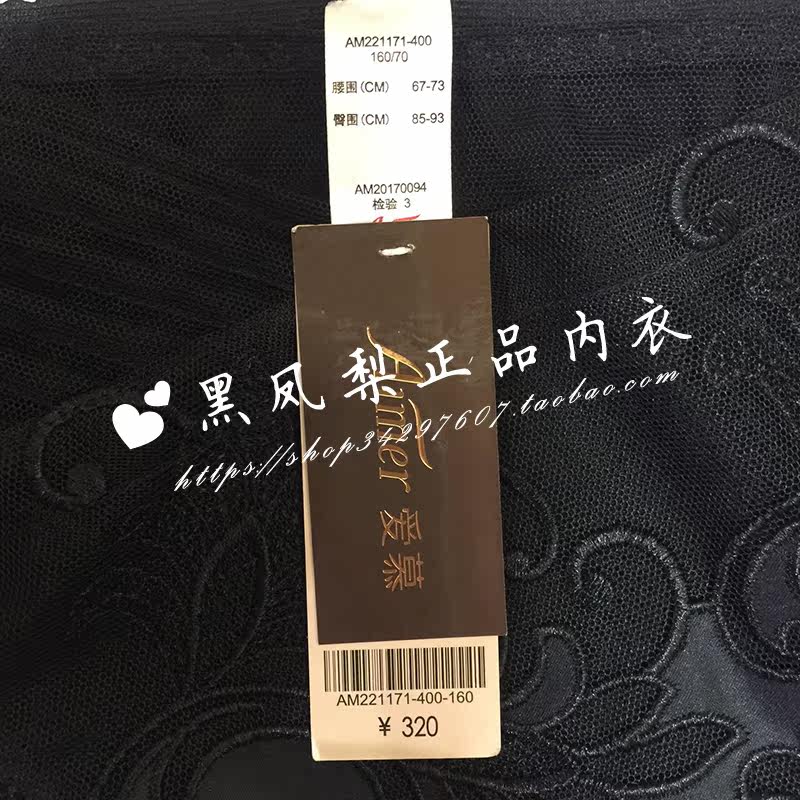 AM221171-400
160/70
腰围(CM) 67-73
臀围(CM) 85-93
AM20170094
检验 3
Aimer 爱慕
黑凤梨正品内衣
https://shop34297607.taobao.com
AM221171-400-160
¥ 320